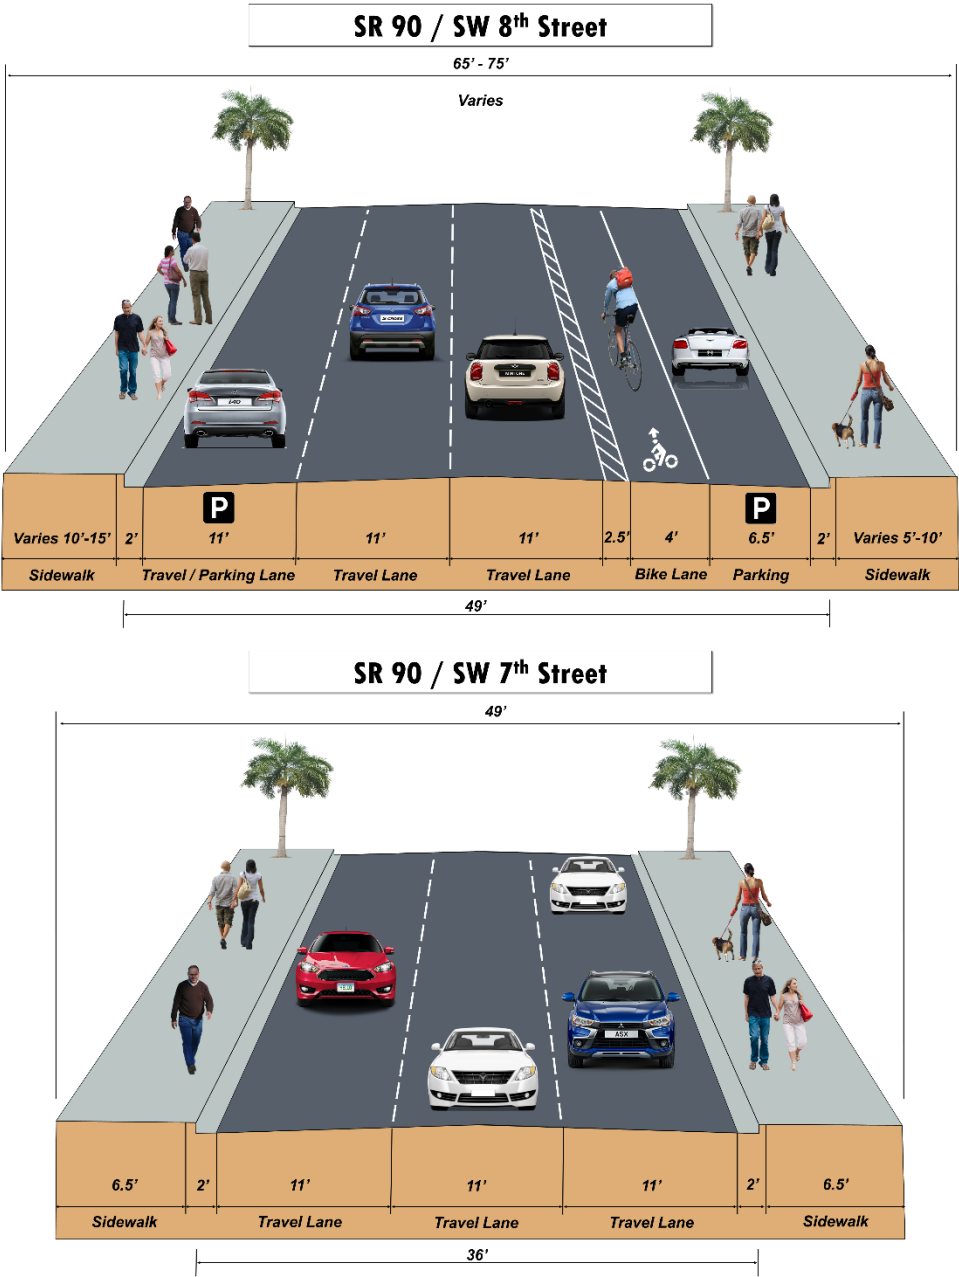 SR 90 / SW 8th Street
65' - 75'
Varies
P P
Varies 10'-15' 2' 11' 11' 11' 2.5' 4' 6.5' 2' Varies 5'-10'
Sidewalk Travel / Parking Lane Travel Lane Travel Lane Bike Lane Parking Sidewalk
49'
SR 90 / SW 7th Street
49'
ASX
6.5' 2' 11' 11' 11' 2' 6.5'
Sidewalk Travel Lane Travel Lane Travel Lane Sidewalk
36'